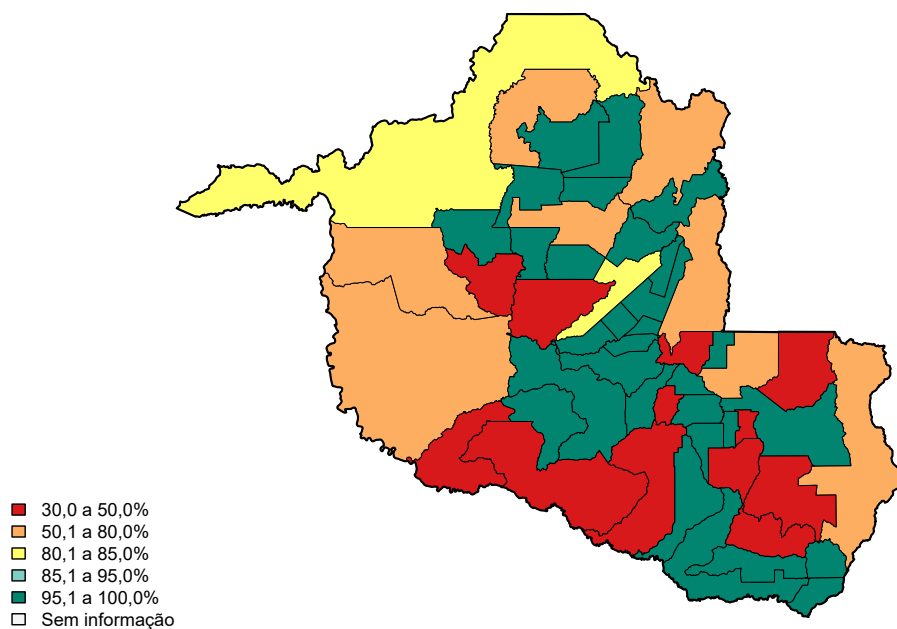 30,0 a 50,0%
50,1 a 80,0%
80,1 a 85,0%
85,1 a 95,0%
95,1 a 100,0%
Sem informação